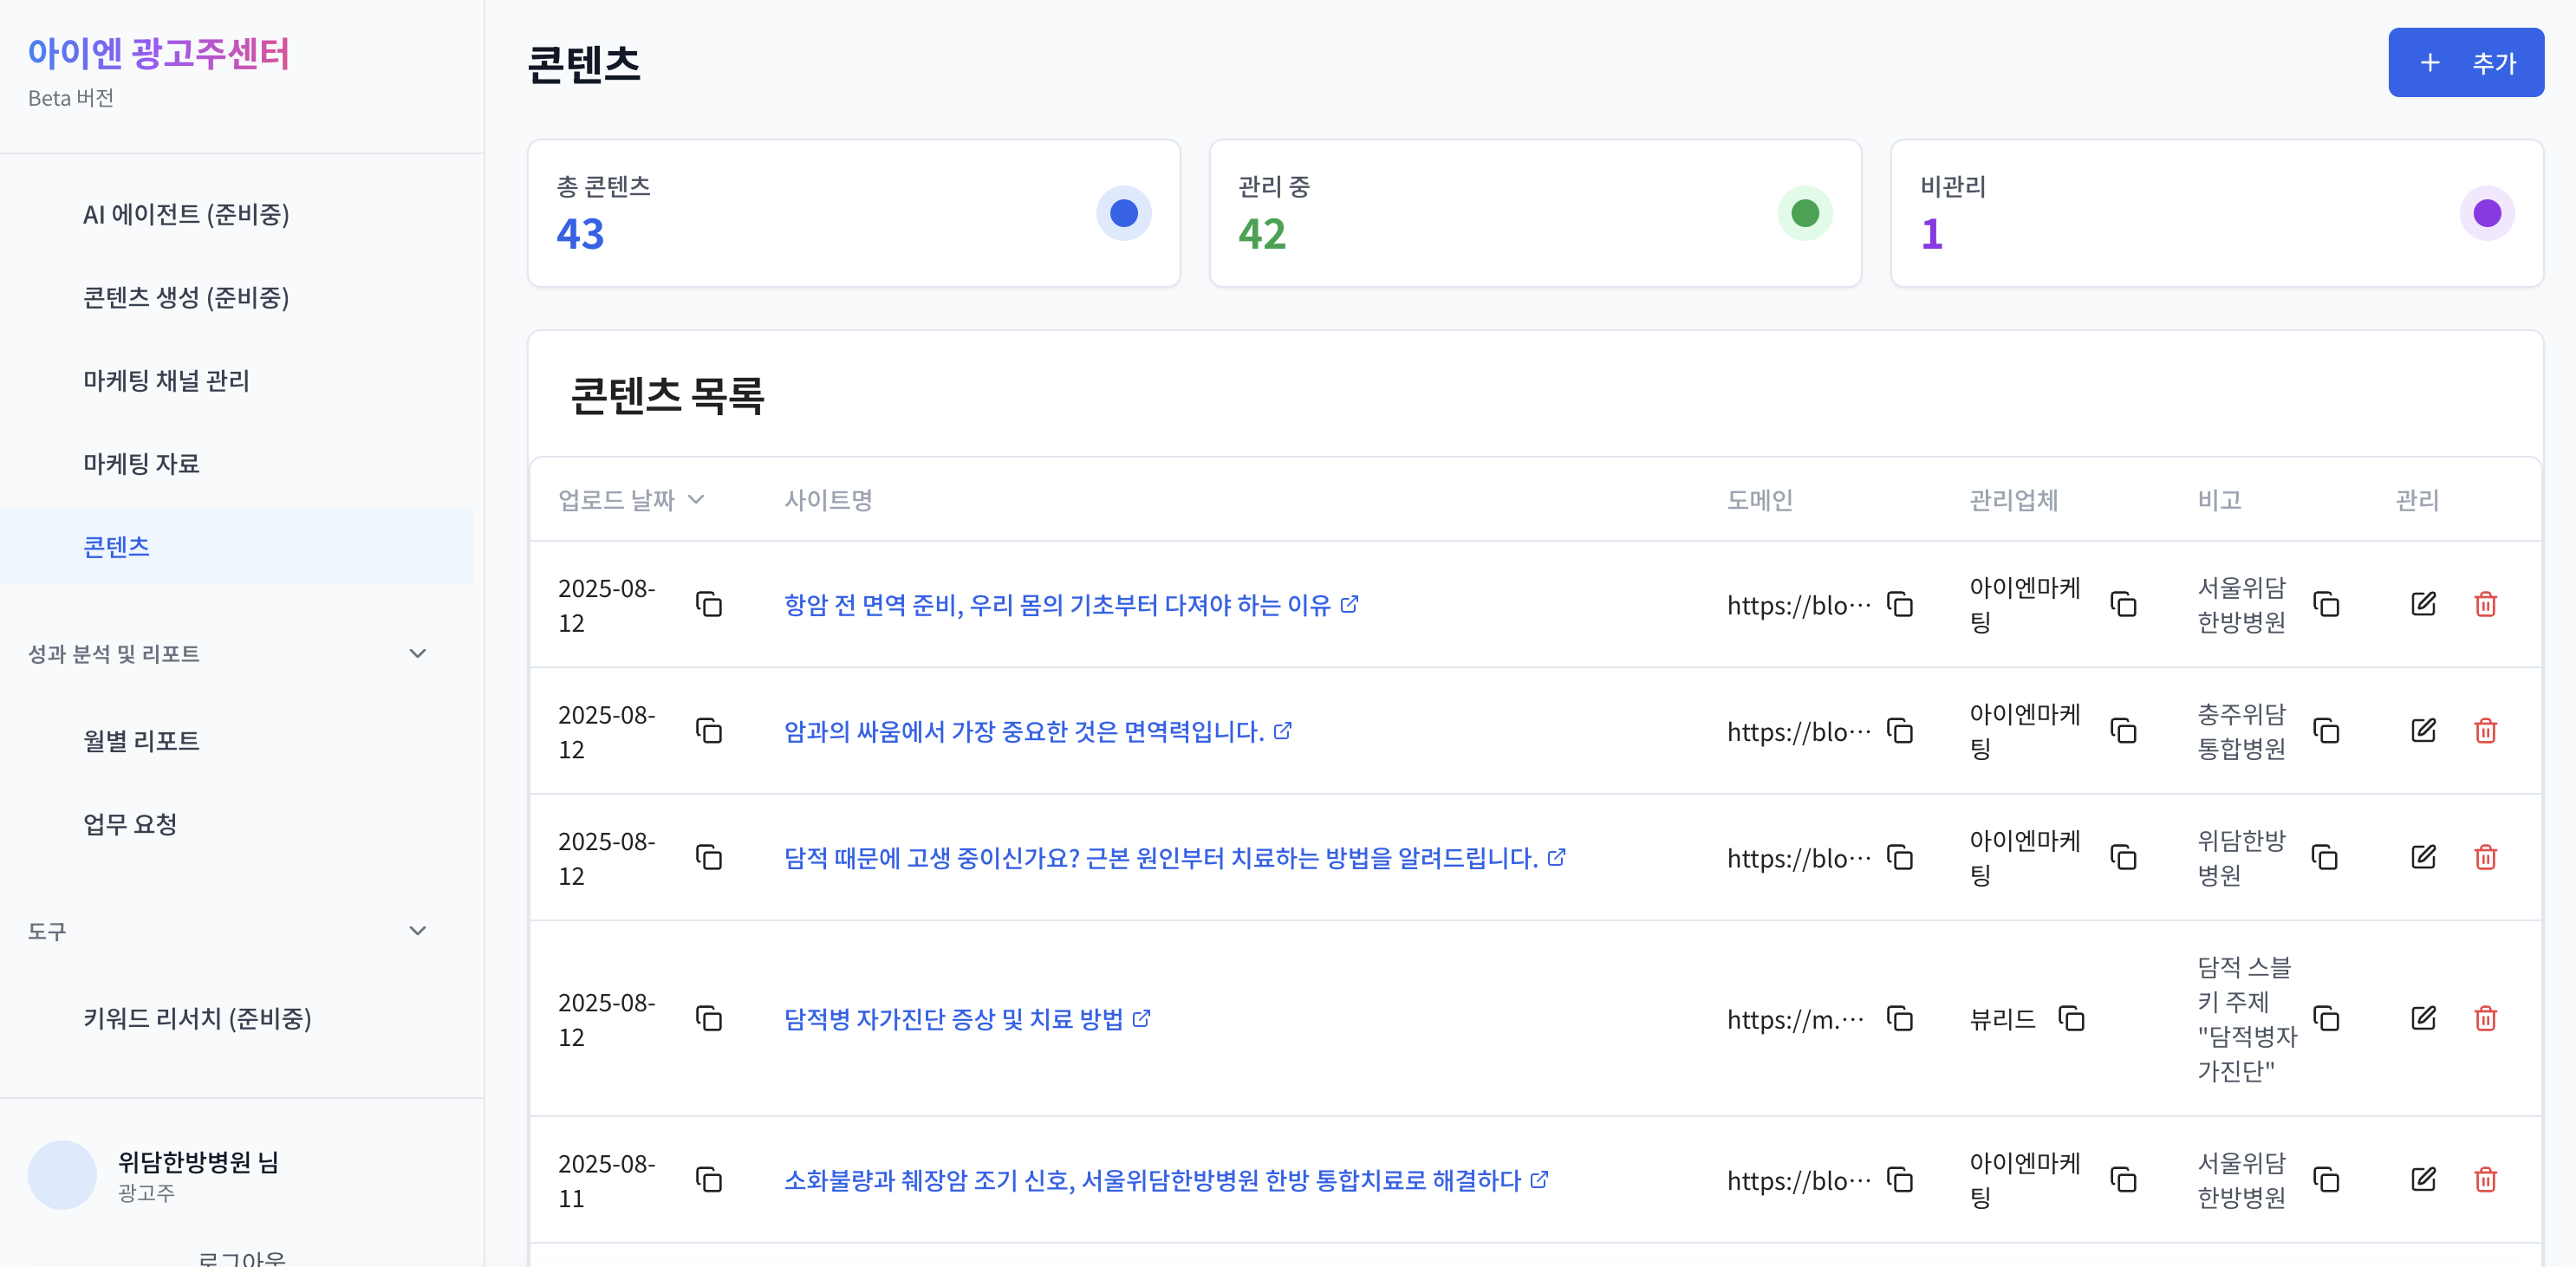 아이엔 광고주센터
Beta 버전
AI 에이전트 (준비중)
콘텐츠 생성 (준비중)
마케팅 채널 관리
마케팅 자료
콘텐츠
성과 분석 및 리포트
월별 리포트
업무 요청
도구
키워드 리서치 (준비중)
위담한방병원 님
광고주
로그아웃
콘텐츠
+ 추가
총 콘텐츠
43
관리 중
42
비관리
1
콘텐츠 목록
업로드 날짜 사이트명 도메인 관리업체 비고 관리
2025-08-
12
항암 전 면역 준비, 우리 몸의 기초부터 다져야 하는 이유
https://blo…
아이엔마케
팅
서울위담
한방병원
2025-08-
12
암과의 싸움에서 가장 중요한 것은 면역력입니다.
https://blo…
아이엔마케
팅
충주위담
통합병원
2025-08-
12
담적 때문에 고생 중이신가요? 근본 원인부터 치료하는 방법을 알려드립니다.
https://blo…
아이엔마케
팅
위담한방
병원
2025-08-
12
담적병 자가진단 증상 및 치료 방법
https://m.…
뷰리드
담적 스블
키 주제
"담적병자
가진단"
2025-08-
11
소화불량과 췌장암 조기 신호, 서울위담한방병원 한방 통합치료로 해결하다
https://blo…
아이엔마케
팅
서울위담
한방병원